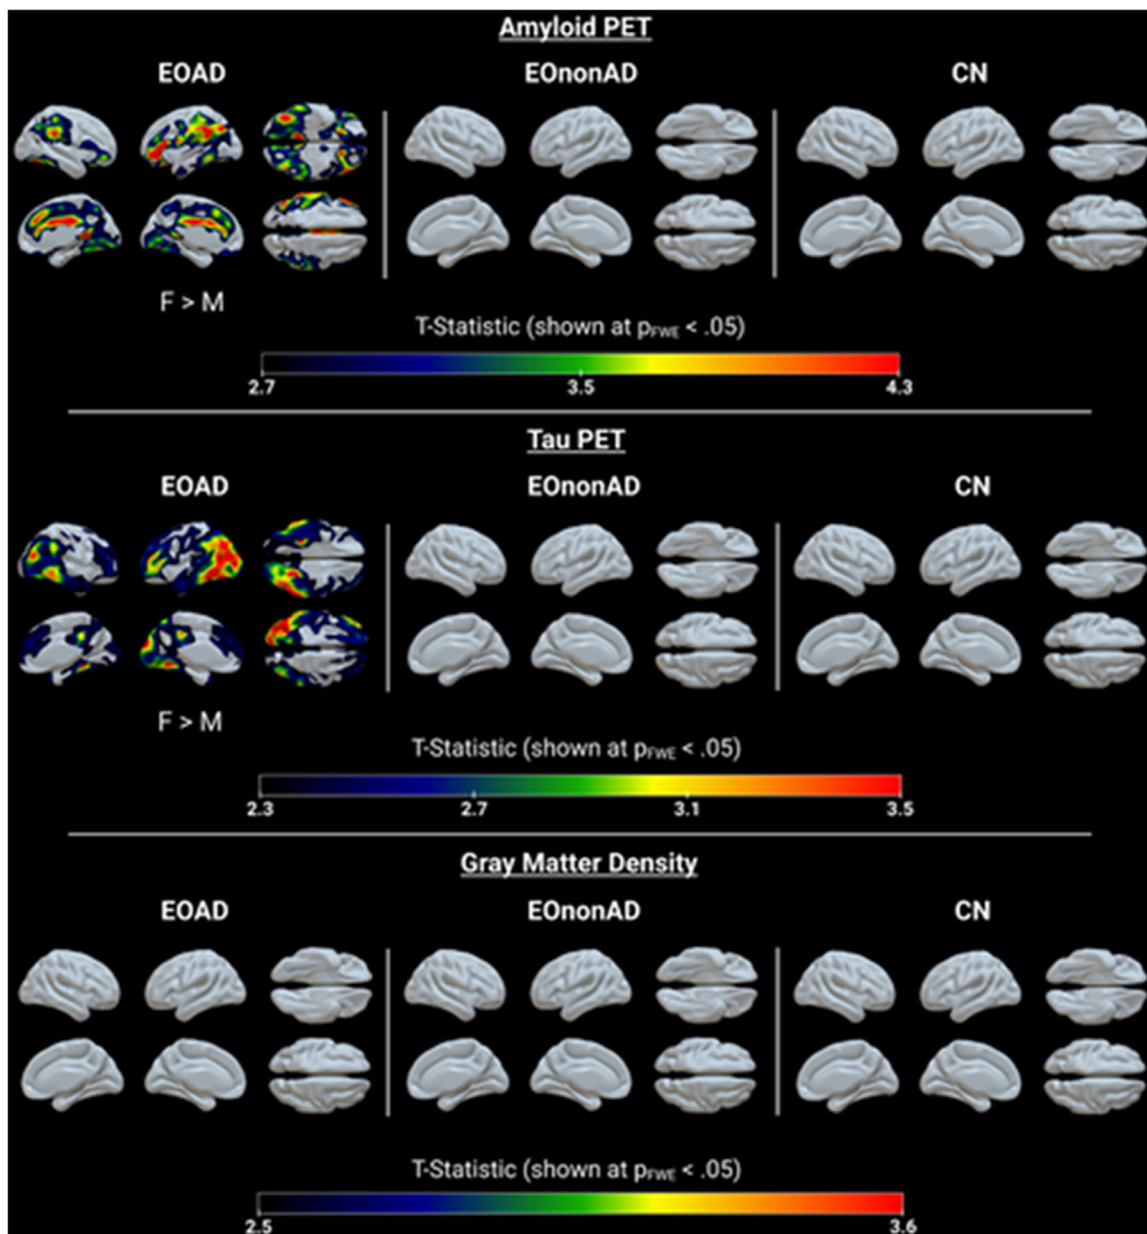 Amyloid PET
EOAD EOnonAD CN
F > M
T-Statistic (shown at pFWE < .05)
2.7 3.5 4.3
Tau PET
EOAD EOnonAD CN
F > M
T-Statistic (shown at pFWE < .05)
2.3 2.7 3.1 3.5
Gray Matter Density
EOAD EOnonAD CN
T-Statistic (shown at pFWE < .05)
2.5 3.6